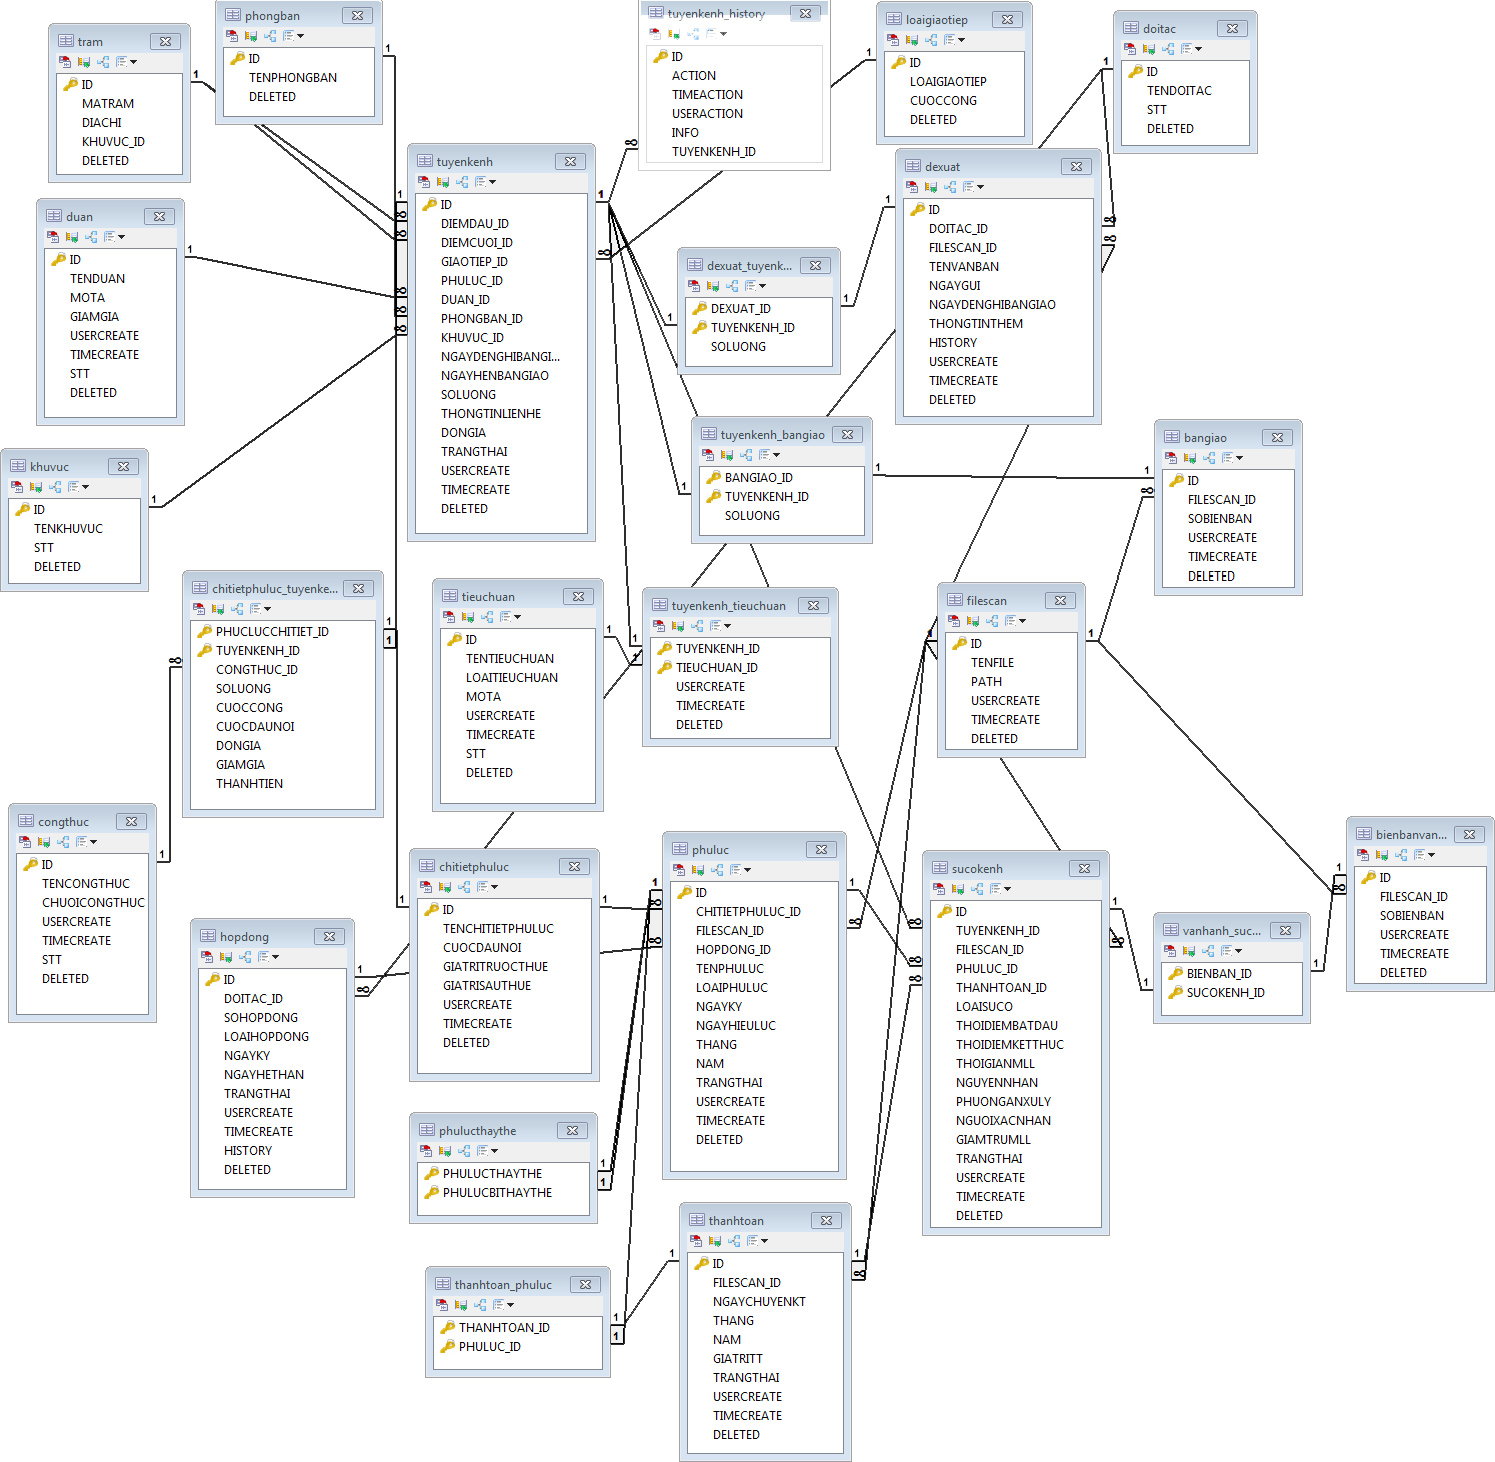 tram
ID
MATRAM
DIACHI
KHUVUC_ID
DELETED
phongban
ID
TENPHONGBAN
DELETED
tuyenkenh_history
ID
ACTION
TIMEACTION
USERACTION
INFO
TUYENKENH_ID
loaigiaotiep
ID
LOAIGIAOTIEP
CUOCCONG
DELETED
doitac
ID
TENDOITAC
STT
DELETED
duan
ID
TENDUAN
MOTA
GIAMGIA
USERCREATE
TIMECREATE
STT
DELETED
tuyenkenh
ID
DIEMDAU_ID
DIEMCUOI_ID
GIAOTIEP_ID
PHULUC_ID
DUAN_ID
PHONGBAN_ID
KHUVUC_ID
NGAYDENGHIBANGI...
NGAYHENBANGIAO
SOLUONG
THONGTINLIENHE
DONGIA
TRANGTHAI
USERCREATE
TIMECREATE
DELETED
dexuat_tuyenk...
DEXUAT_ID
TUYENKENH_ID
SOLUONG
dexuat
ID
DOITAC_ID
FILESCAN_ID
TENVANBAN
NGAYGUI
NGAYDENGHIBANGIAO
THONGTINTHEM
HISTORY
USERCREATE
TIMECREATE
DELETED
khuvuc
ID
TENKHUVUC
STT
DELETED
tuyenkenh_bangiao
BANGIAO_ID
TUYENKENH_ID
SOLUONG
bangiao
ID
FILESCAN_ID
SOBIENBAN
USERCREATE
TIMECREATE
DELETED
chitietphuluc_tuyenke...
PHUCLUCCHITIET_ID
TUYENKENH_ID
CONGTHUC_ID
SOLUONG
CUOCCONG
CUOCDAUNOI
DONGIA
GIAMGIA
THANHTIEN
tieuchuan
ID
TENTIEUCHUAN
LOAITIEUCHUAN
MOTA
USERCREATE
TIMECREATE
STT
DELETED
tuyenkenh_tieuchuan
TUYENKENH_ID
TIEUCHUAN_ID
USERCREATE
TIMECREATE
DELETED
filescan
ID
TENFILE
PATH
USERCREATE
TIMECREATE
DELETED
congthuc
ID
TENCONGTHUC
CHUOICONGTHUC
USERCREATE
TIMECREATE
STT
DELETED
hopdong
ID
DOITAC_ID
SOHOPDONG
LOAIHOPDONG
NGAYKY
NGAYHETHAN
TRANGTHAI
USERCREATE
TIMECREATE
HISTORY
DELETED
chitietphuluc
ID
TENCHITIETPHULUC
CUOCDAUNOI
GIATRITRUOCTHUE
GIATRISAUTHUE
USERCREATE
TIMECREATE
DELETED
phuluc
ID
CHITIETPHULUC_ID
FILESCAN_ID
HOPDONG_ID
TENPHULUC
LOAIPHULUC
NGAYKY
NGAYHIEULUC
THANG
NAM
TRANGTHAI
USERCREATE
TIMECREATE
DELETED
sucokenh
ID
TUYENKENH_ID
FILESCAN_ID
PHULUC_ID
THANHTOAN_ID
LOAISUCO
THOIDIEMBATDAU
THOIDIEMKETTHUC
THOIGIANMLL
NGUYENNHAN
PHUONGANXULY
NGUOIXACNHAN
GIAMTRUMLL
TRANGTHAI
USERCREATE
TIMECREATE
DELETED
vanhanh_suc...
BIENBAN_ID
SUCOKENH_ID
bienbanvan...
ID
FILESCAN_ID
SOBIENBAN
USERCREATE
TIMECREATE
DELETED
phulucthaythe
PHULUCTHAYTHE
PHULUCBITHAYTHE
thanhtoan_phuluc
THANHTOAN_ID
PHULUC_ID
thanhtoan
ID
FILESCAN_ID
NGAYCHUYENKT
THANG
NAM
GIATRITT
TRANGTHAI
USERCREATE
TIMECREATE
DELETED